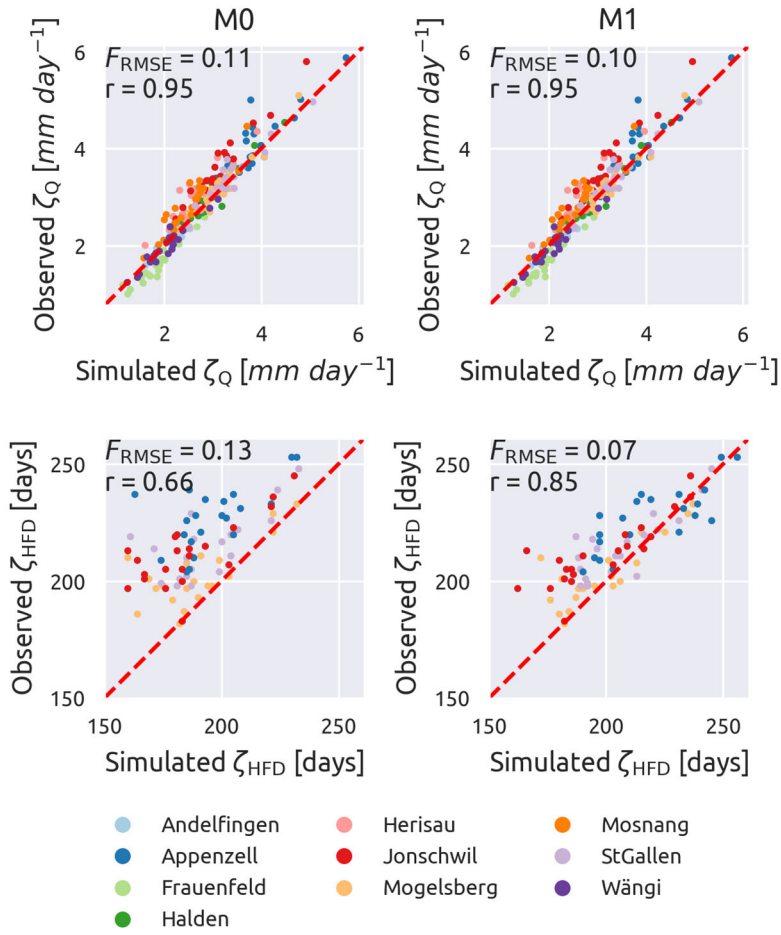 M0
M1
F_RMSE = 0.11
r = 0.95
F_RMSE = 0.10
r = 0.95
6
4
2
6
4
2
Observed ζ_Q [mm day⁻¹]
Observed ζ_Q [mm day⁻¹]
2 4 6
2 4 6
Simulated ζ_Q [mm day⁻¹]
Simulated ζ_Q [mm day⁻¹]
F_RMSE = 0.13
r = 0.66
F_RMSE = 0.07
r = 0.85
250
200
150
250
200
150
Observed ζ_HFD [days]
Observed ζ_HFD [days]
150 200 250
150 200 250
Simulated ζ_HFD [days]
Simulated ζ_HFD [days]
Andelfingen
Appenzell
Frauenfeld
Halden
Herisau
Jonschwil
Mogelsberg
Mosnang
StGallen
Wängi